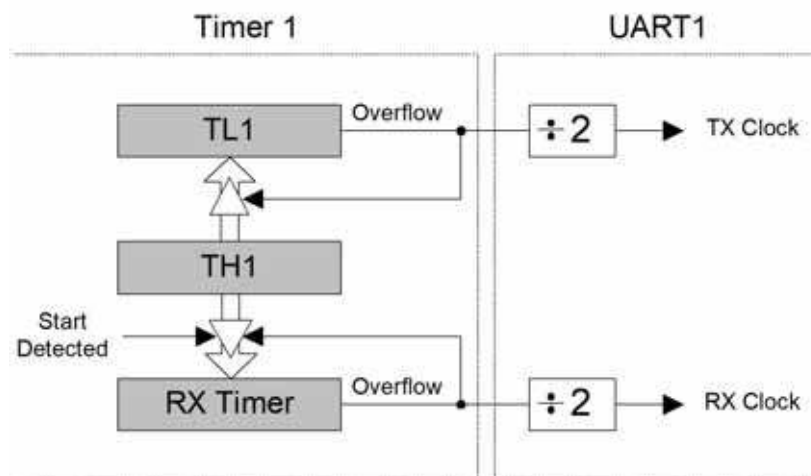 Timer 1
UART1
TL1
Overflow
÷2
TX Clock
TH1
Start
Detected
RX Timer
Overflow
÷2
RX Clock